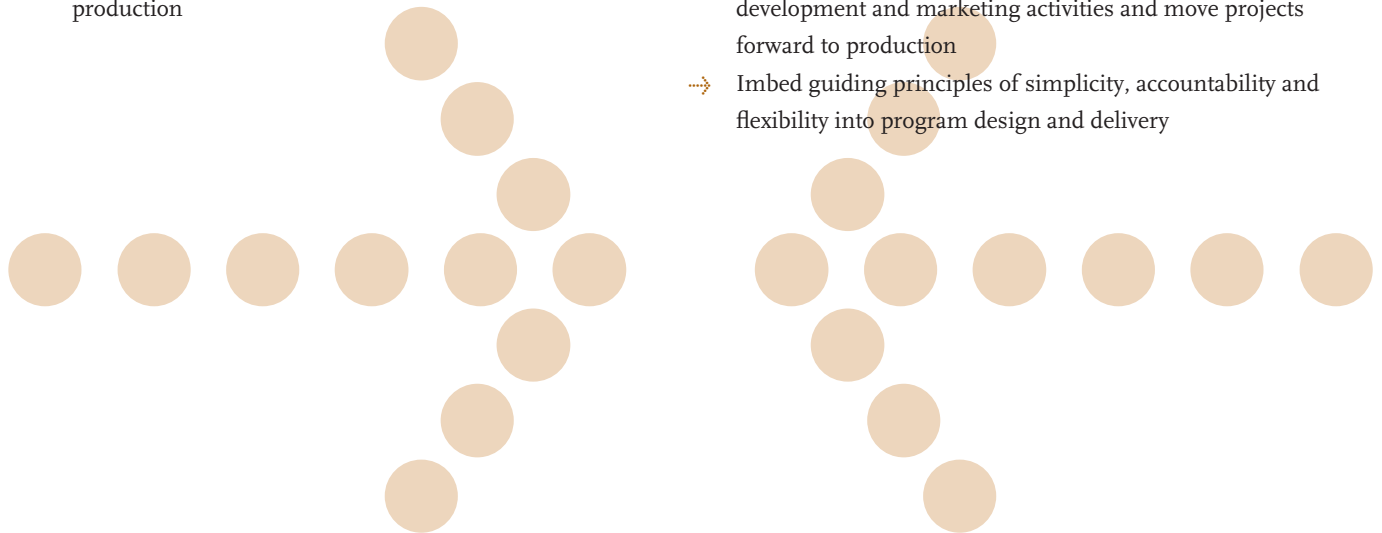 production
development and marketing activities and move projects
forward to production
Imbed guiding principles of simplicity, accountability and
flexibility into program design and delivery